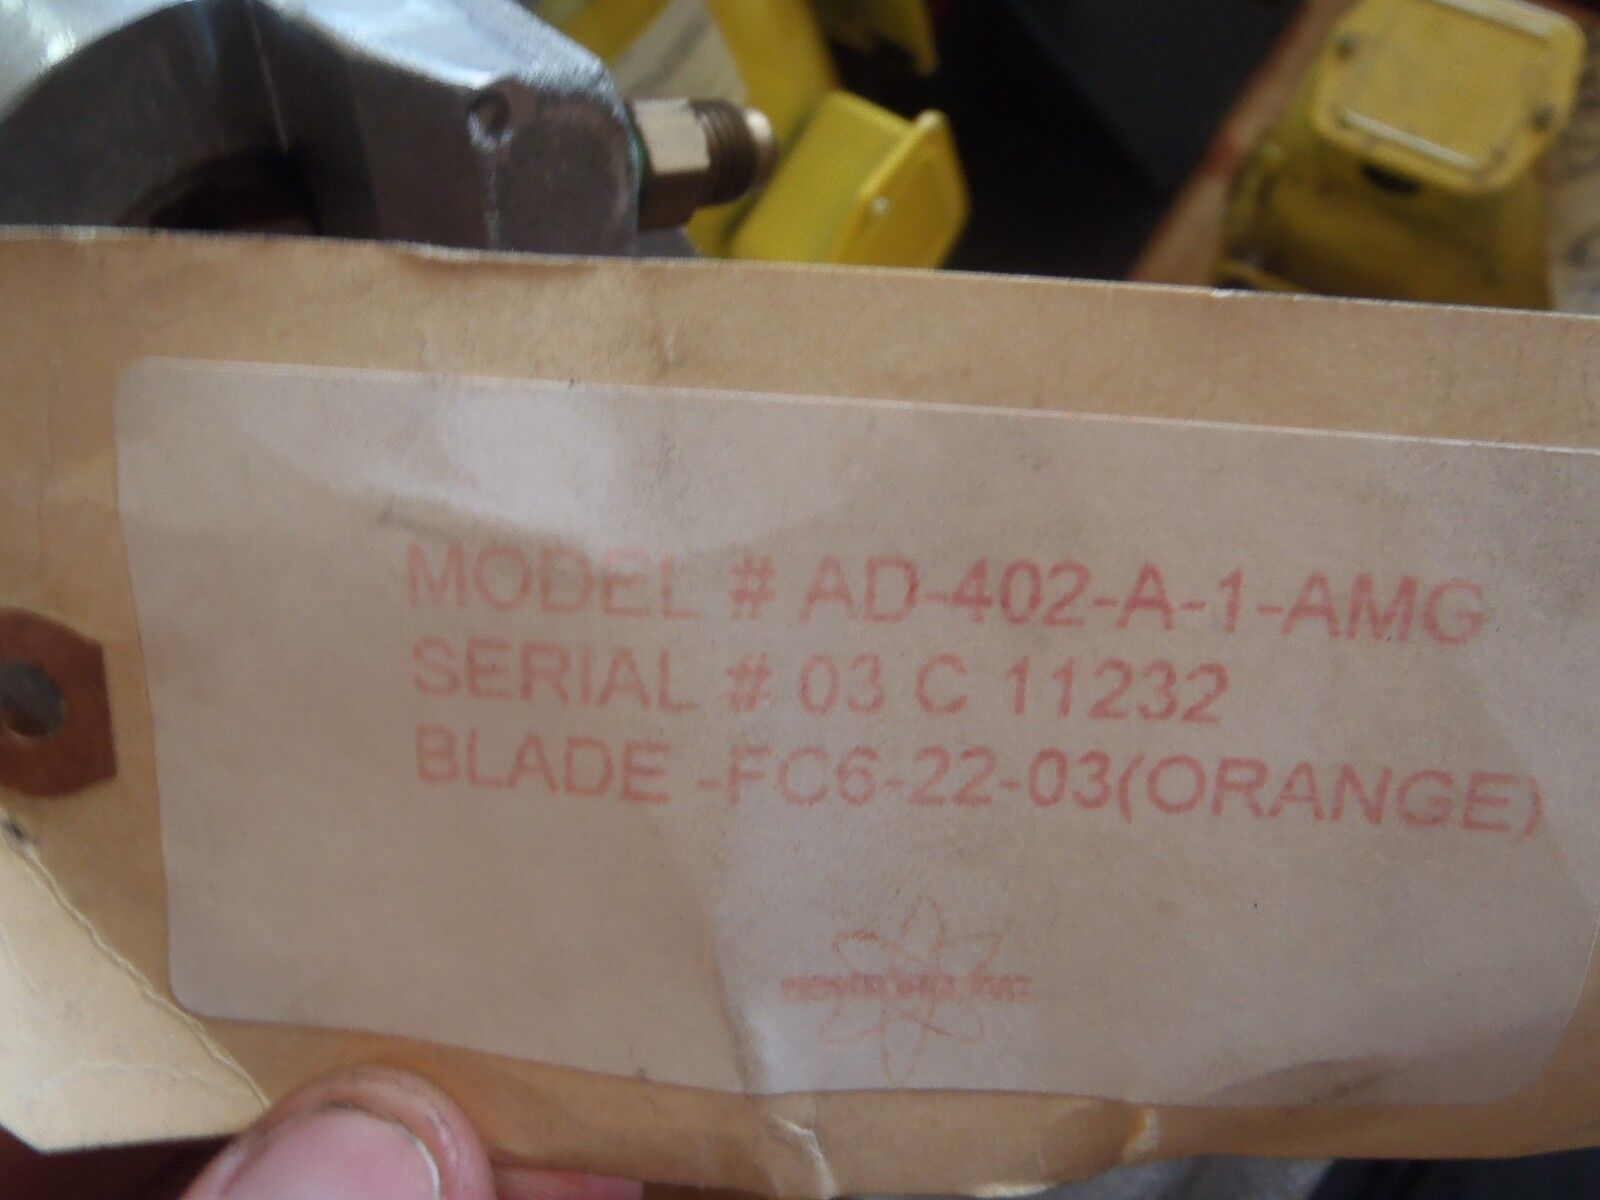 MODEL # AD-402-A-1-AMG
SERIAL # 03 C 11232
BLADE -FC6-22-03(ORANGE)